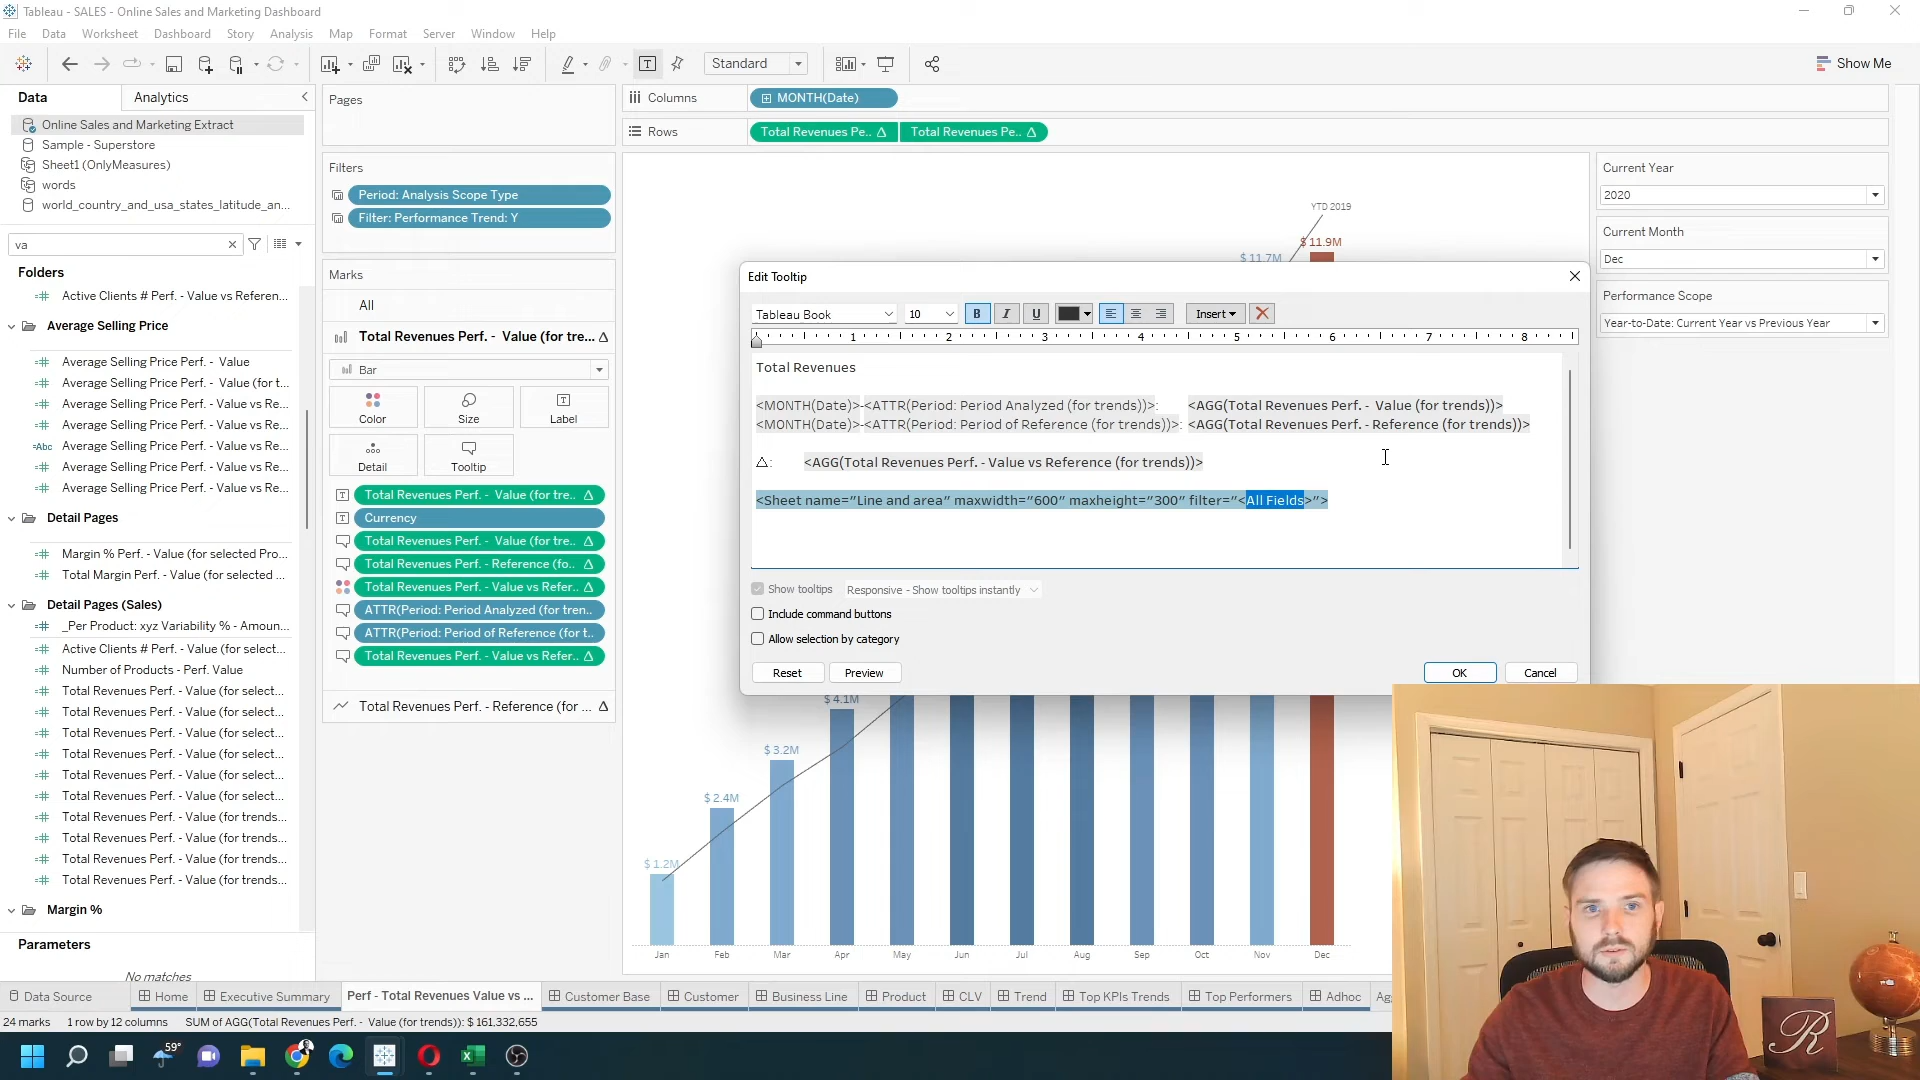 Tableau - SALES - Online Sales and Marketing Dashboard
File Data Worksheet Dashboard Story Analysis Map Format Server Window Help
Standard
Show Me
Data Analytics
Online Sales and Marketing Extract
Sample - Superstore
Sheet1 (OnlyMeasures)
words
world_country_and_usa_states_latitude_an...
va
Folders
Active Clients # Perf. - Value vs Referen...
Average Selling Price
Average Selling Price Perf. - Value
Average Selling Price Perf. - Value (for t...
Average Selling Price Perf. - Value vs Re...
Average Selling Price Perf. - Value vs Re...
Abc Average Selling Price Perf. - Value vs Re...
Average Selling Price Perf. - Value vs Re...
Average Selling Price Perf. - Value vs Re...
Detail Pages
Margin % Perf. - Value (for selected Pro...
Total Margin Perf. - Value (for selected ...
Detail Pages (Sales)
_Per Product: xyz Variability % - Amoun...
Active Clients # Perf. - Value (for select...
Number of Products - Perf. Value
Total Revenues Perf. - Value (for select...
Total Revenues Perf. - Value (for select...
Total Revenues Perf. - Value (for select...
Total Revenues Perf. - Value (for select...
Total Revenues Perf. - Value (for select...
Total Revenues Perf. - Value (for select...
Total Revenues Perf. - Value (for trends...
Total Revenues Perf. - Value (for trends...
Total Revenues Perf. - Value (for trends...
Total Revenues Perf. - Value (for trends...
Margin %
Parameters
No matches
Pages
Filters
Period: Analysis Scope Type
Filter: Performance Trend: Y
Marks
All
Total Revenues Perf. - Value (for tre... Δ
Bar
Color Size Label
Detail Tooltip
Total Revenues Perf. - Value (for tre.. Δ
Currency
Total Revenues Perf. - Value (for tre.. Δ
Total Revenues Perf. - Reference (fo.. Δ
Total Revenues Perf. - Value vs Refer.. Δ
ATTR(Period: Period Analyzed (for tren..
ATTR(Period: Period of Reference (for t..
Total Revenues Perf. - Value vs Refer.. Δ
Total Revenues Perf. - Reference (for ... Δ
Columns MONTH(Date)
Rows Total Revenues Pe.. Δ Total Revenues Pe.. Δ
YTD 2019
$ 11.9M
$ 11.7M
Edit Tooltip
Tableau Book 10 B I U Insert
1 2 3 4 5 6 7 8
Total Revenues
<MONTH(Date)>-<ATTR(Period: Period Analyzed (for trends))>: <AGG(Total Revenues Perf. - Value (for trends))>
<MONTH(Date)>-<ATTR(Period: Period of Reference (for trends))>: <AGG(Total Revenues Perf. - Reference (for trends))>
△: <AGG(Total Revenues Perf. - Value vs Reference (for trends))>
<Sheet name="Line and area" maxwidth="600" maxheight="300" filter="<All Fields>">
Show tooltips Responsive - Show tooltips instantly
Include command buttons
Allow selection by category
Reset Preview OK Cancel
$ 4.1M
$ 3.2M
$ 2.4M
$ 1.2M
Jan Feb Mar Apr May Jun Jul Aug Sep Oct Nov Dec
Current Year
2020
Current Month
Dec
Performance Scope
Year-to-Date: Current Year vs Previous Year
Data Source Home Executive Summary Perf - Total Revenues Value vs ... Customer Base Customer Business Line Product CLV Trend Top KPIs Trends Top Performers Adhoc Ag
24 marks 1 row by 12 columns SUM of AGG(Total Revenues Perf. - Value (for trends)): $ 161,332,655
59°
R